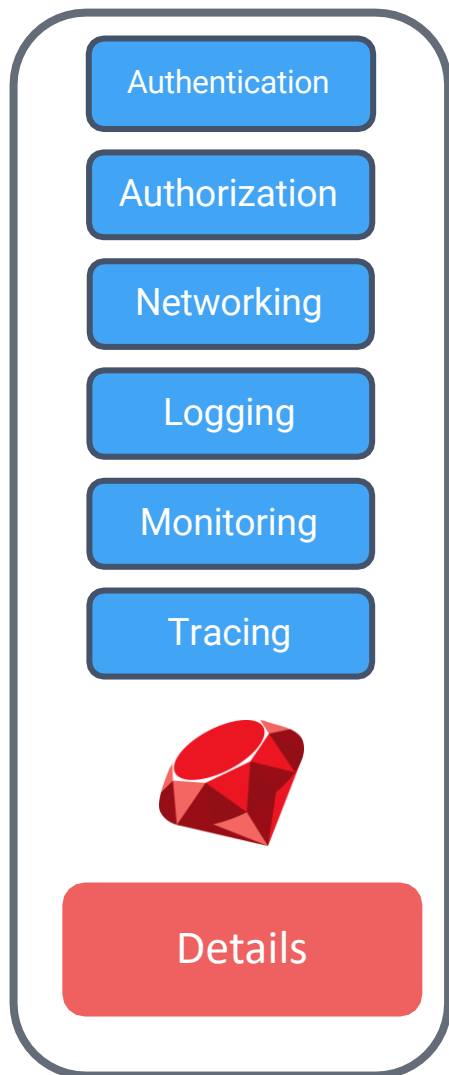 Authentication
Authorization
Networking
Logging
Monitoring
Tracing
Details